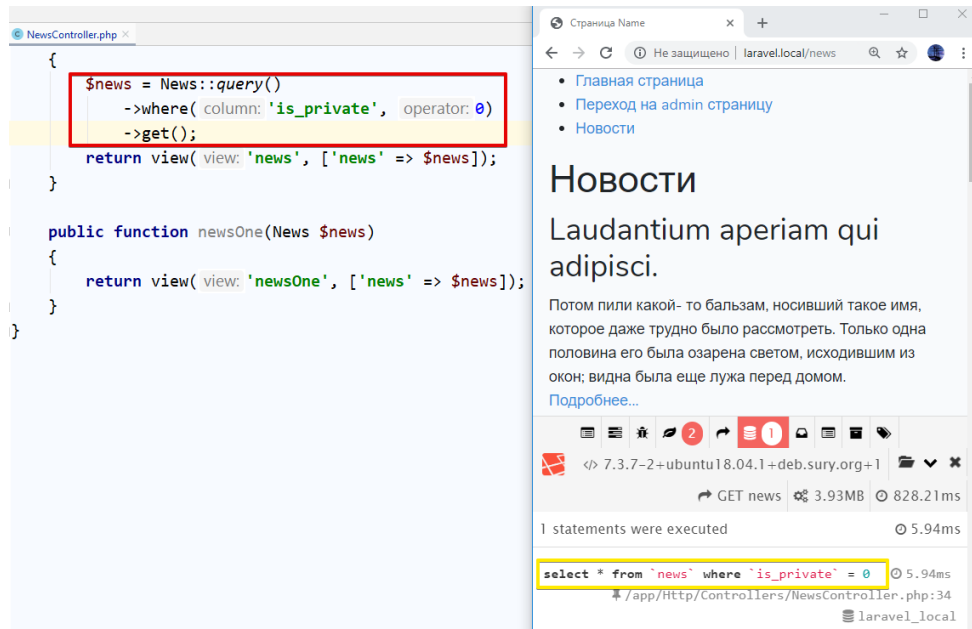 NewsController.php
{
$news = News::query()
->where( column: 'is_private', operator: 0)
->get();
return view( view: 'news', ['news' => $news]);
}
public function newsOne(News $news)
{
return view( view: 'newsOne', ['news' => $news]);
}
}
Страница Name
Не защищено | laravel.local/news
Главная страница
Переход на admin страницу
Новости
Новости
Laudantium aperiam qui
adipisci.
Потом пили какой- то бальзам, носивший такое имя,
которое даже трудно было рассмотреть. Только одна
половина его была озарена светом, исходившим из
окон; видна была еще лужа перед домом.
Подробнее...
2 1
</> 7.3.7-2+ubuntu18.04.1+deb.sury.org+1
GET news 3.93MB 828.21ms
1 statements were executed 5.94ms
select * from `news` where `is_private` = 0 5.94ms
/app/Http/Controllers/NewsController.php:34
laravel_local